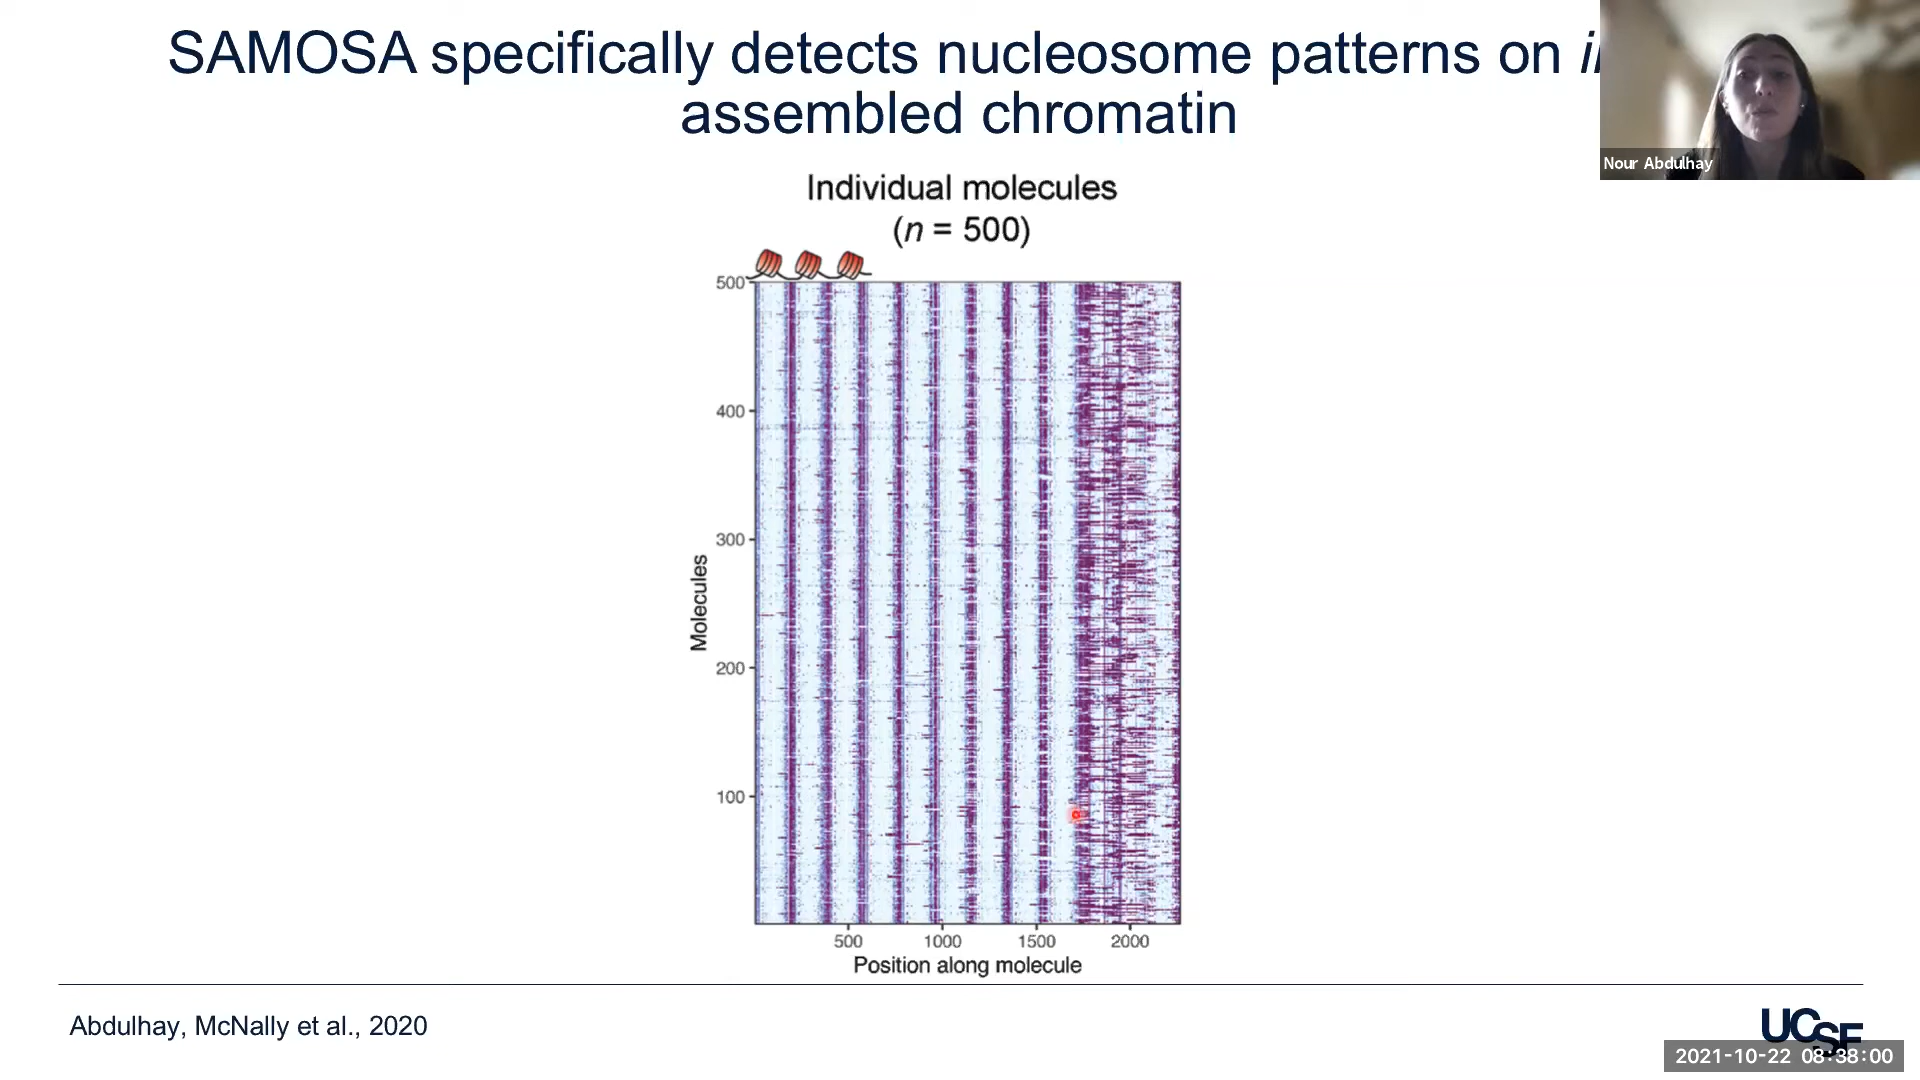 SAMOSA specifically detects nucleosome patterns on
assembled chromatin
Nour Abdulhay
Individual molecules
(n = 500)
500
400
300
200
100
Molecules
500 1000 1500 2000
Position along molecule
Abdulhay, McNally et al., 2020
UCSF
2021-10-22 08:38:00